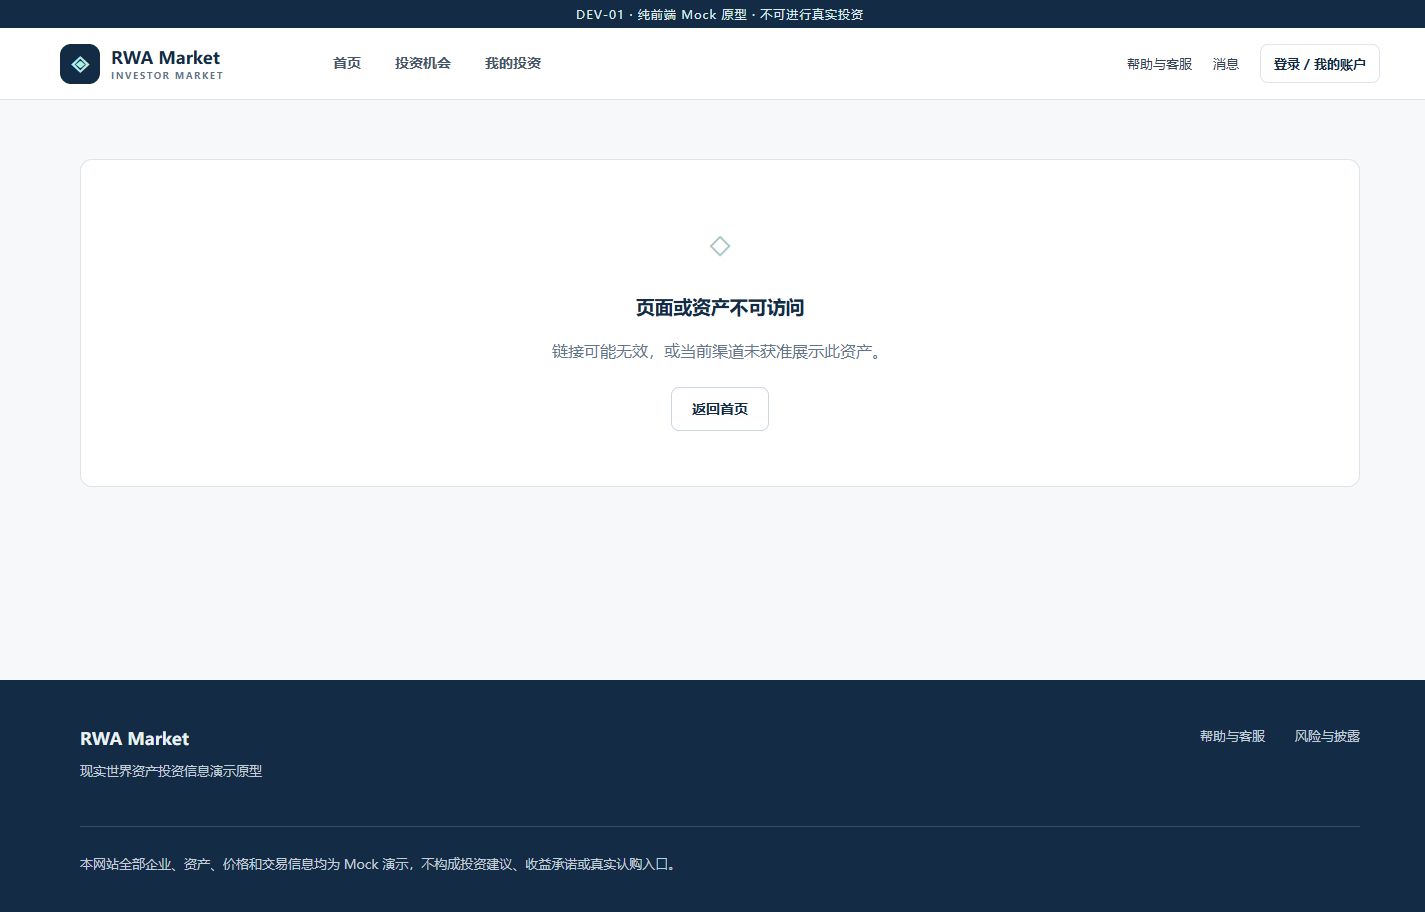 DEV-01 · 纯前端 Mock 原型 · 不可进行真实投资
RWA Market
INVESTOR MARKET
首页
投资机会
我的投资
帮助与客服
消息
登录 / 我的账户
页面或资产不可访问
链接可能无效，或当前渠道未获准展示此资产。
返回首页
RWA Market
现实世界资产投资信息演示原型
帮助与客服
风险与披露
本网站全部企业、资产、价格和交易信息均为 Mock 演示，不构成投资建议、收益承诺或真实认购入口。